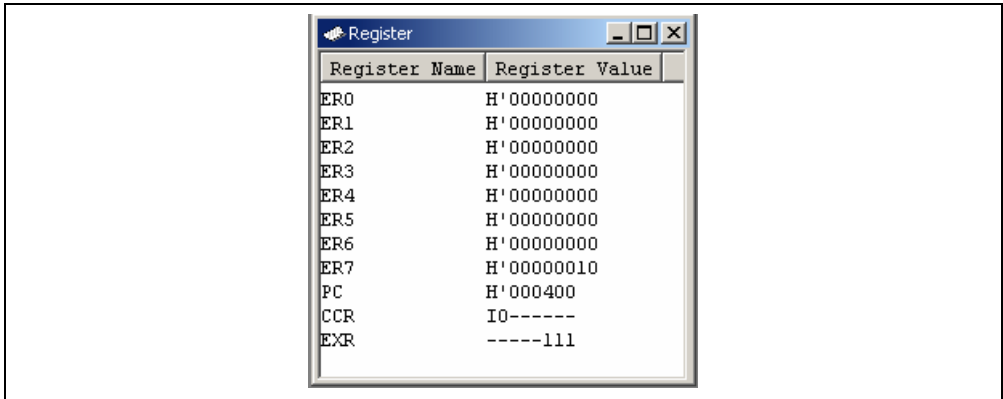 Register
Register Name Register Value
ER0 H'00000000
ER1 H'00000000
ER2 H'00000000
ER3 H'00000000
ER4 H'00000000
ER5 H'00000000
ER6 H'00000000
ER7 H'00000010
PC H'000400
CCR I0------
EXR -----111